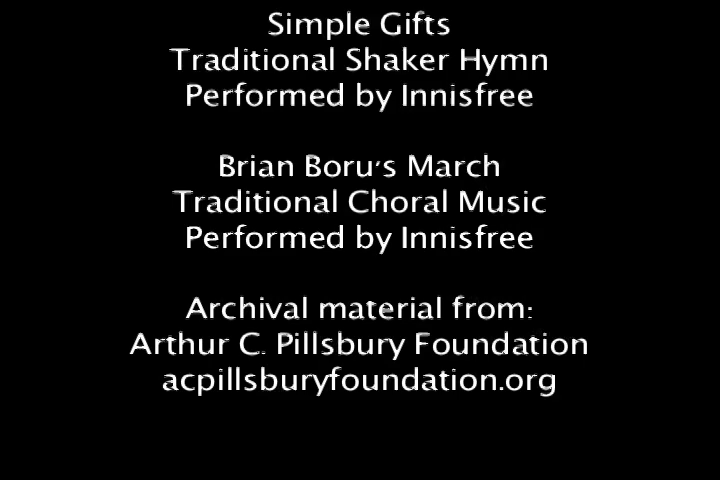 Simple Gifts
Traditional Shaker Hymn
Performed by Innisfree
Brian Boru's March
Traditional Choral Music
Performed by Innisfree
Archival material from:
Arthur C. Pillsbury Foundation
acpillsburyfoundation.org